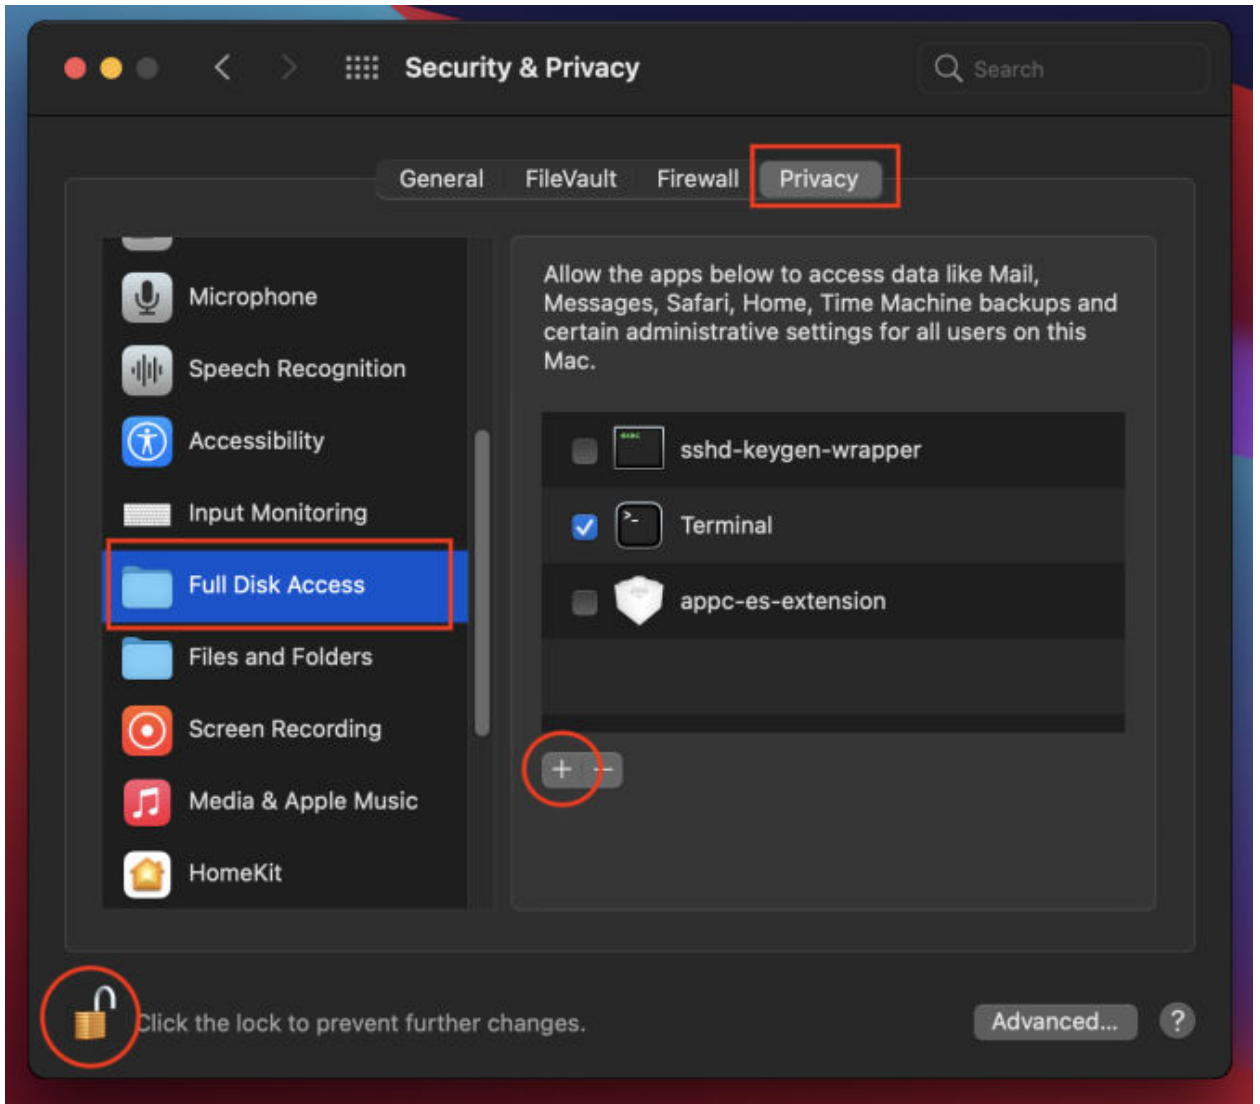 Security & Privacy
Search
General FileVault Firewall Privacy
Microphone
Speech Recognition
Accessibility
Input Monitoring
Full Disk Access
Files and Folders
Screen Recording
Media & Apple Music
HomeKit
Allow the apps below to access data like Mail,
Messages, Safari, Home, Time Machine backups and
certain administrative settings for all users on this
Mac.
sshd-keygen-wrapper
Terminal
appc-es-extension
+ −
Click the lock to prevent further changes.
Advanced... ?